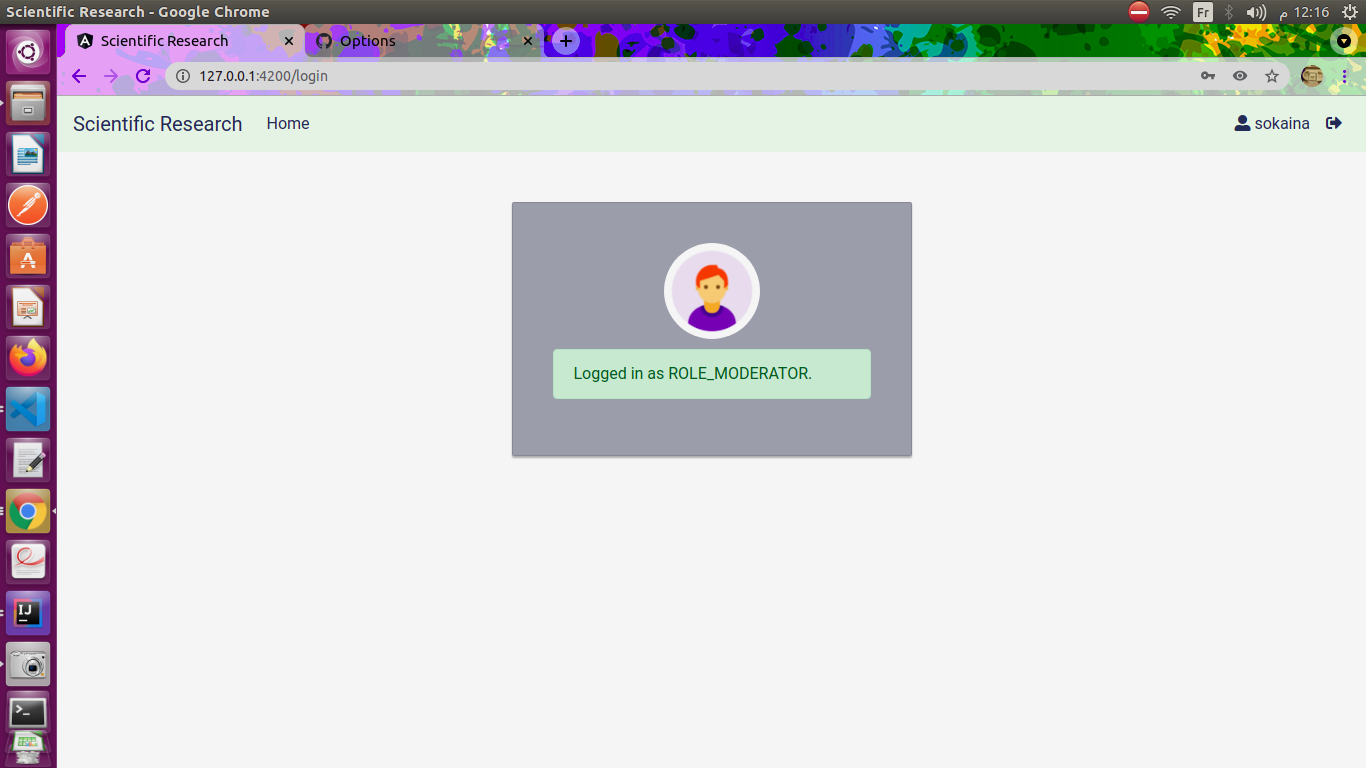 Scientific Research - Google Chrome
Fr
12:16 م
Scientific Research
Options
127.0.0.1:4200/login
Scientific Research
Home
sokaina
Logged in as ROLE_MODERATOR.
A
IJ
>_